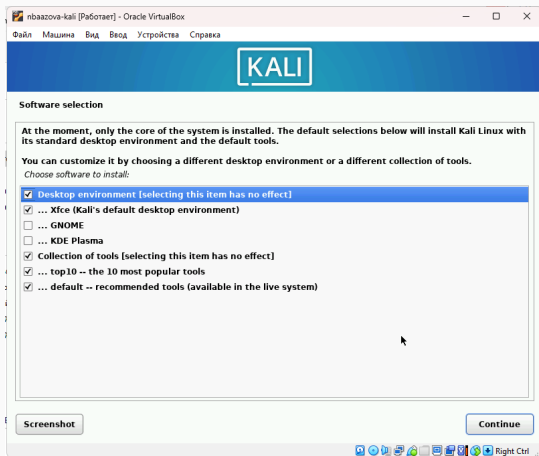 nbaazova-kali [Работает] - Oracle VirtualBox
Файл Машина Вид Ввод Устройства Справка
KALI
Software selection
At the moment, only the core of the system is installed. The default selections below will install Kali Linux with
its standard desktop environment and the default tools.
You can customize it by choosing a different desktop environment or a different collection of tools.
Choose software to install:
Desktop environment [selecting this item has no effect]
... Xfce (Kali's default desktop environment)
... GNOME
... KDE Plasma
Collection of tools [selecting this item has no effect]
... top10 -- the 10 most popular tools
... default -- recommended tools (available in the live system)
Screenshot
Continue
Right Ctrl